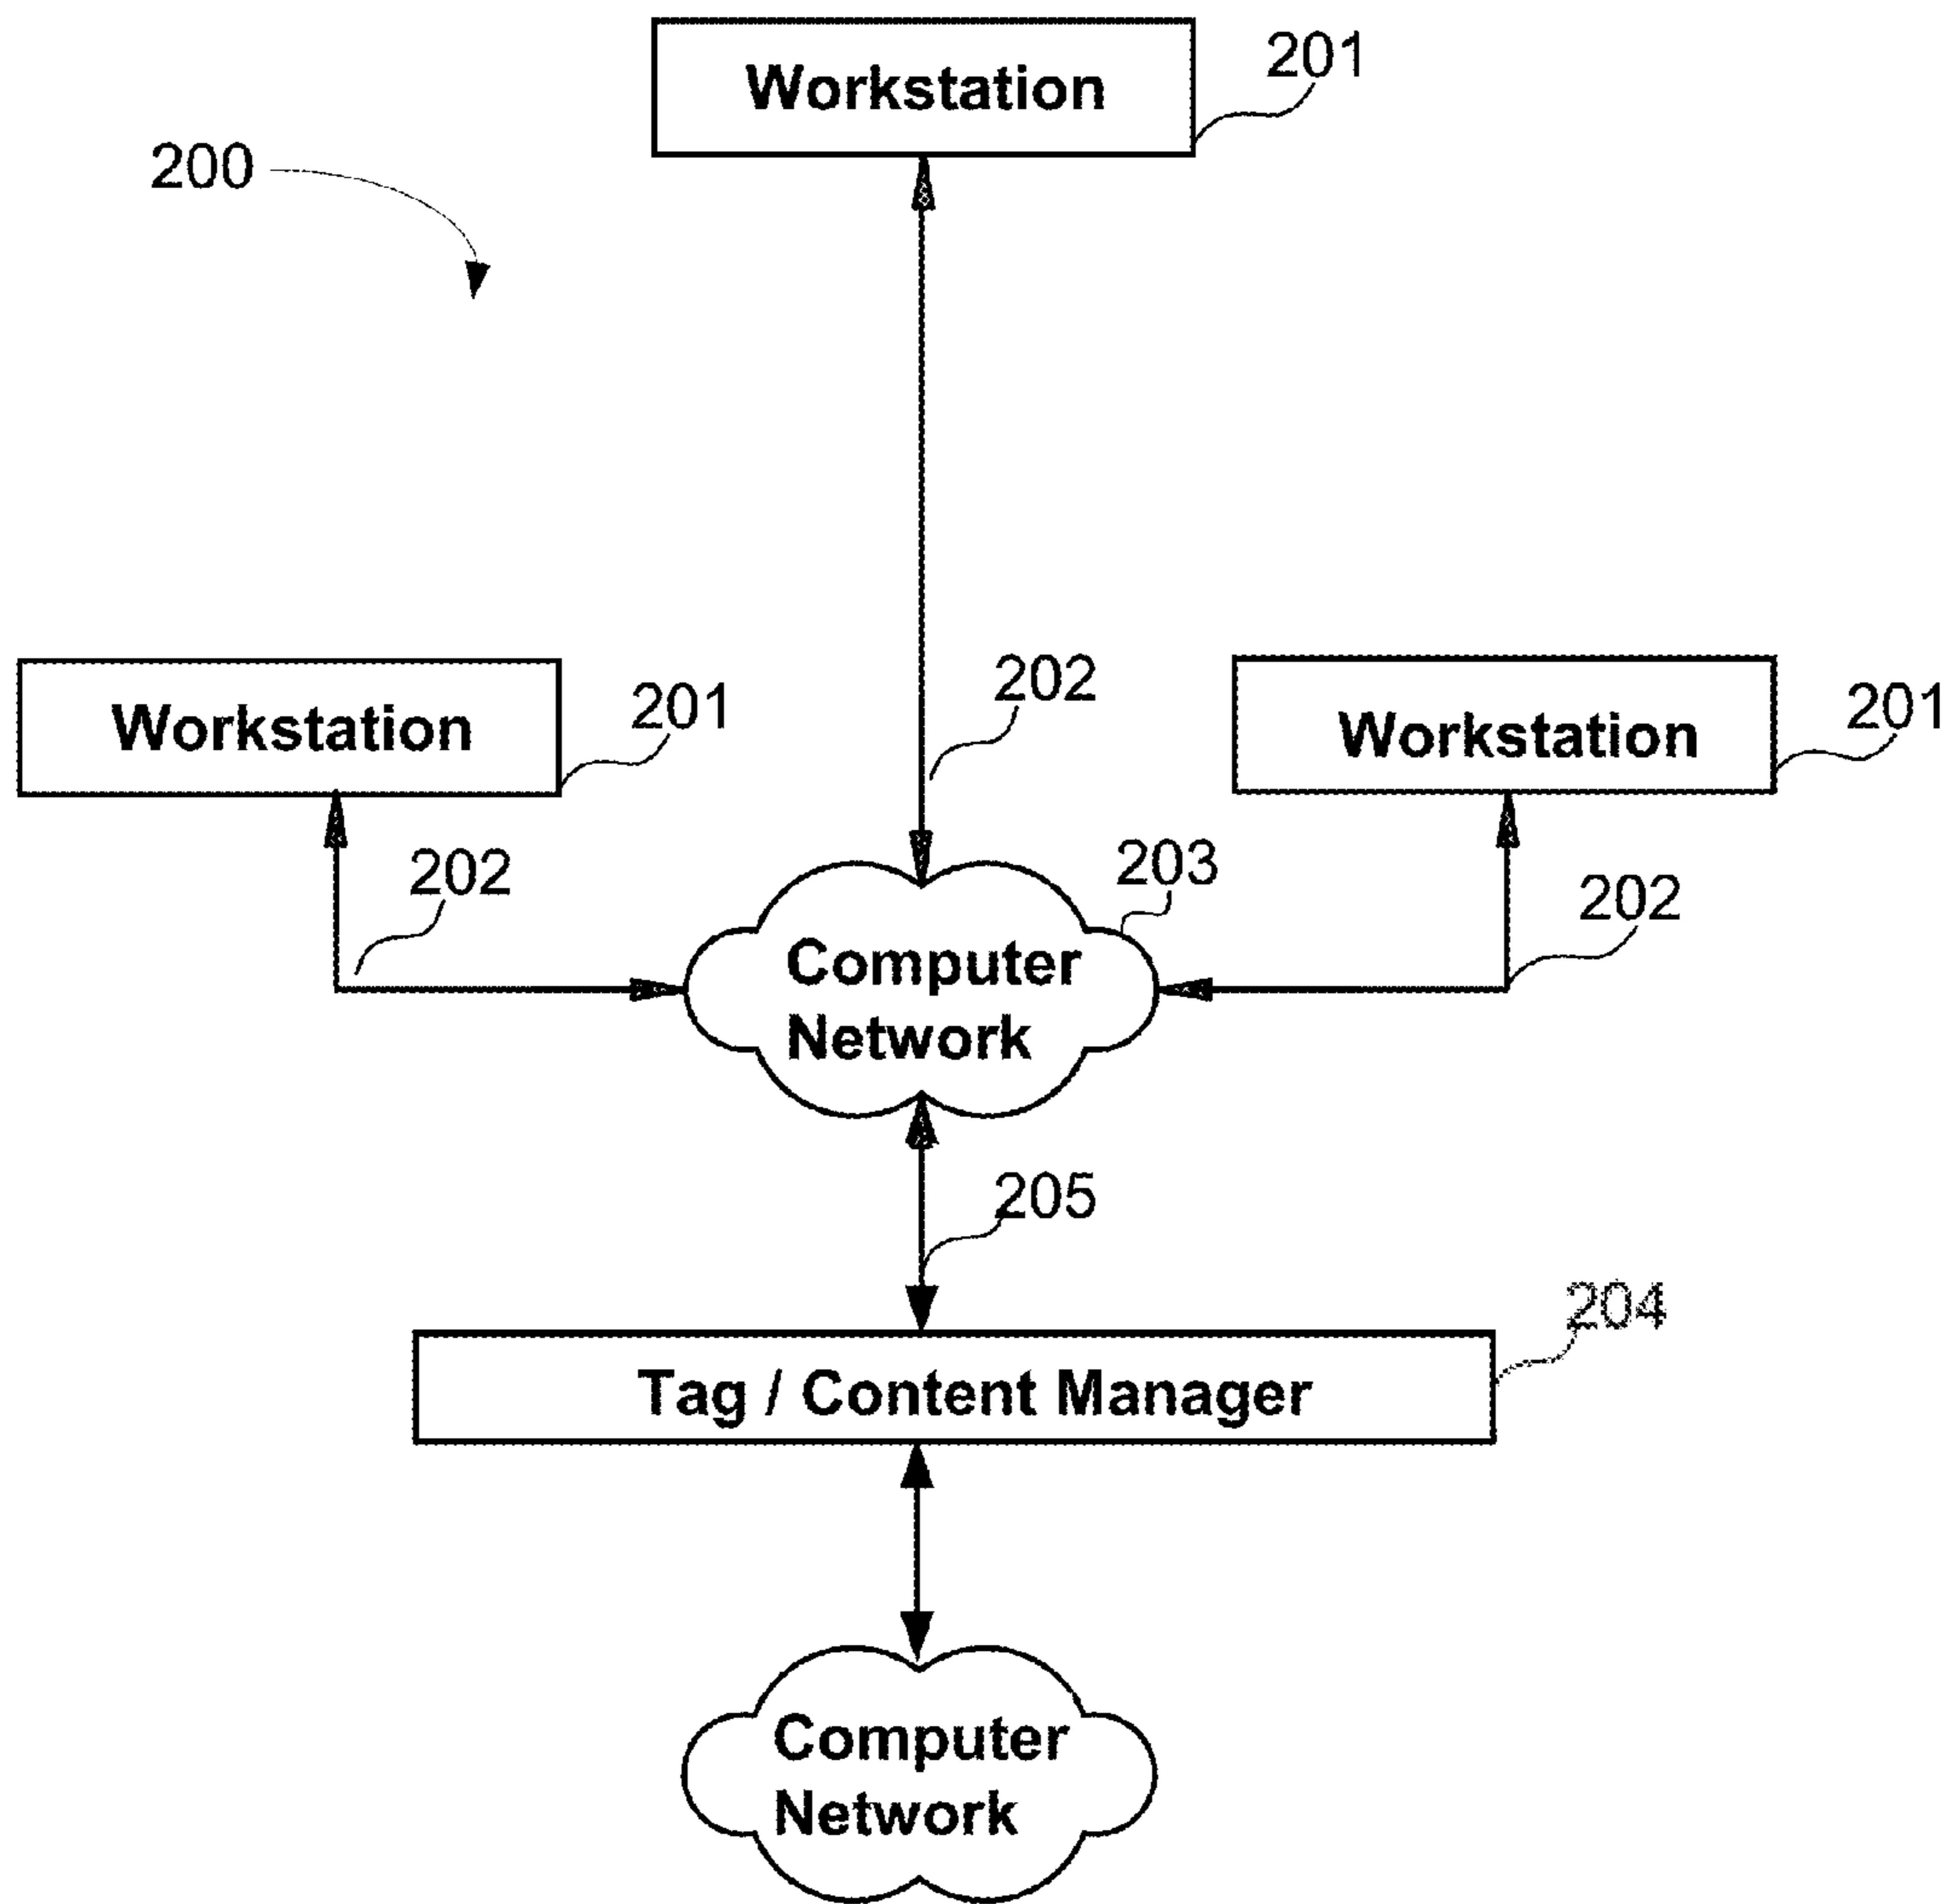 Workstation
201
200
202
Workstation
201
Workstation
201
202
203
202
Computer
Network
205
204
Tag / Content Manager
Computer
Network